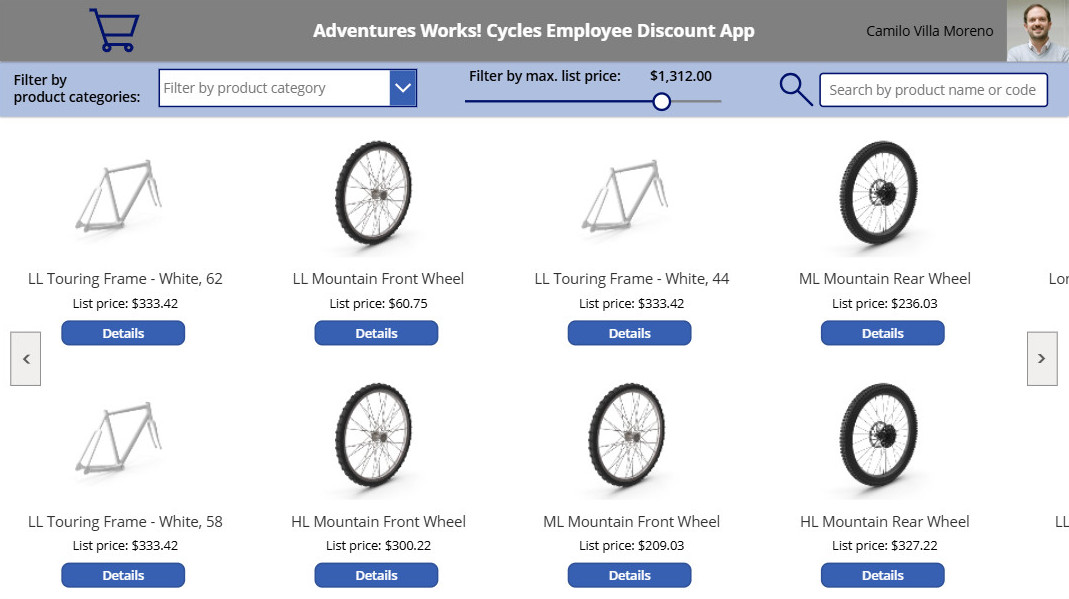 Adventures Works! Cycles Employee Discount App
Camilo Villa Moreno
Filter by
product categories:
Filter by product category
Filter by max. list price:
$1,312.00
Search by product name or code
LL Touring Frame - White, 62
List price: $333.42
Details
LL Mountain Front Wheel
List price: $60.75
Details
LL Touring Frame - White, 44
List price: $333.42
Details
ML Mountain Rear Wheel
List price: $236.03
Details
LL Touring Frame - White, 58
List price: $333.42
Details
HL Mountain Front Wheel
List price: $300.22
Details
ML Mountain Front Wheel
List price: $209.03
Details
HL Mountain Rear Wheel
List price: $327.22
Details
LL